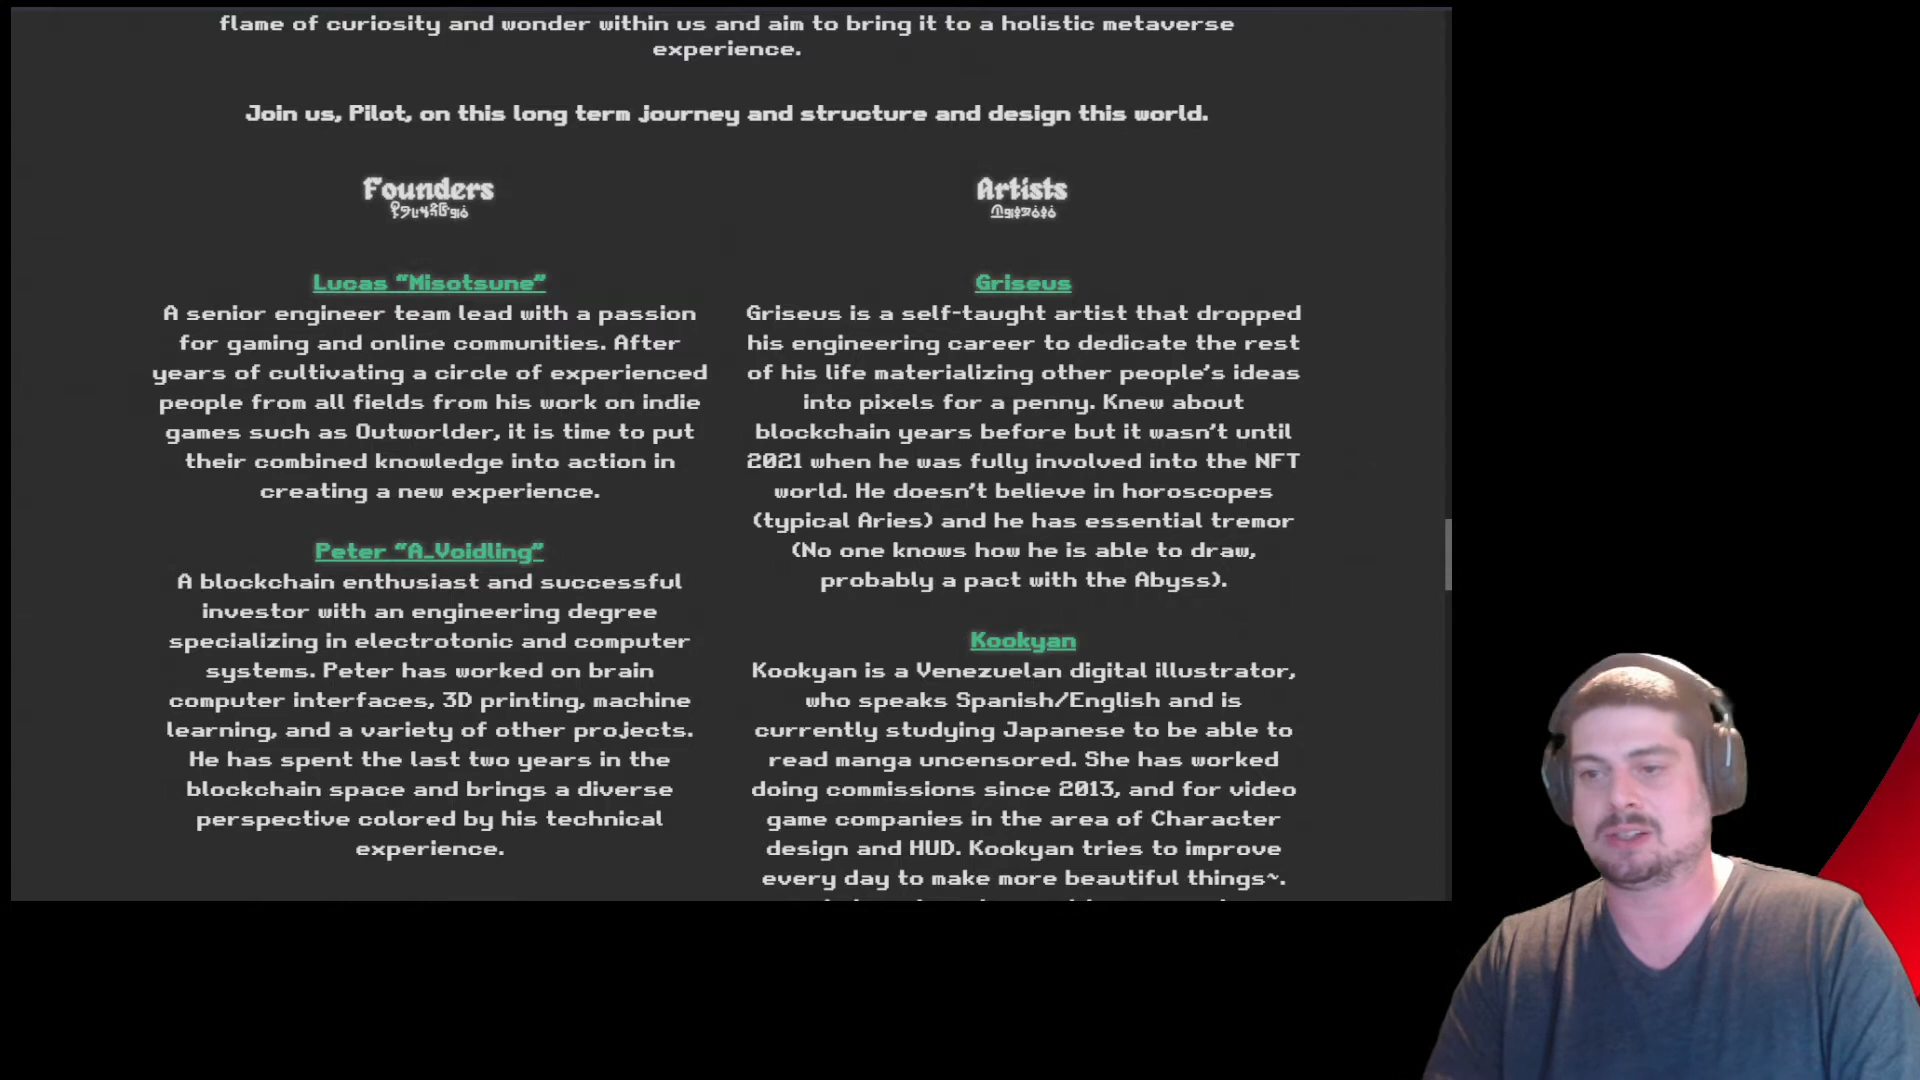 flame of curiosity and wonder within us and aim to bring it to a holistic metaverse
experience.
Join us, Pilot, on this long term journey and structure and design this world.
Founders
Lucas “Misotsune”
A senior engineer team lead with a passion
for gaming and online communities. After
years of cultivating a circle of experienced
people from all fields from his work on indie
games such as Outworlder, it is time to put
their combined knowledge into action in
creating a new experience.
Peter “A_Voidling”
A blockchain enthusiast and successful
investor with an engineering degree
specializing in electrotonic and computer
systems. Peter has worked on brain
computer interfaces, 3D printing, machine
learning, and a variety of other projects.
He has spent the last two years in the
blockchain space and brings a diverse
perspective colored by his technical
experience.
Artists
Griseus
Griseus is a self-taught artist that dropped
his engineering career to dedicate the rest
of his life materializing other people’s ideas
into pixels for a penny. Knew about
blockchain years before but it wasn’t until
2021 when he was fully involved into the NFT
world. He doesn’t believe in horoscopes
(typical Aries) and he has essential tremor
(No one knows how he is able to draw,
probably a pact with the Abyss).
Kookyan
Kookyan is a Venezuelan digital illustrator,
who speaks Spanish/English and is
currently studying Japanese to be able to
read manga uncensored. She has worked
doing commissions since 2013, and for video
game companies in the area of Character
design and HUD. Kookyan tries to improve
every day to make more beautiful things~.